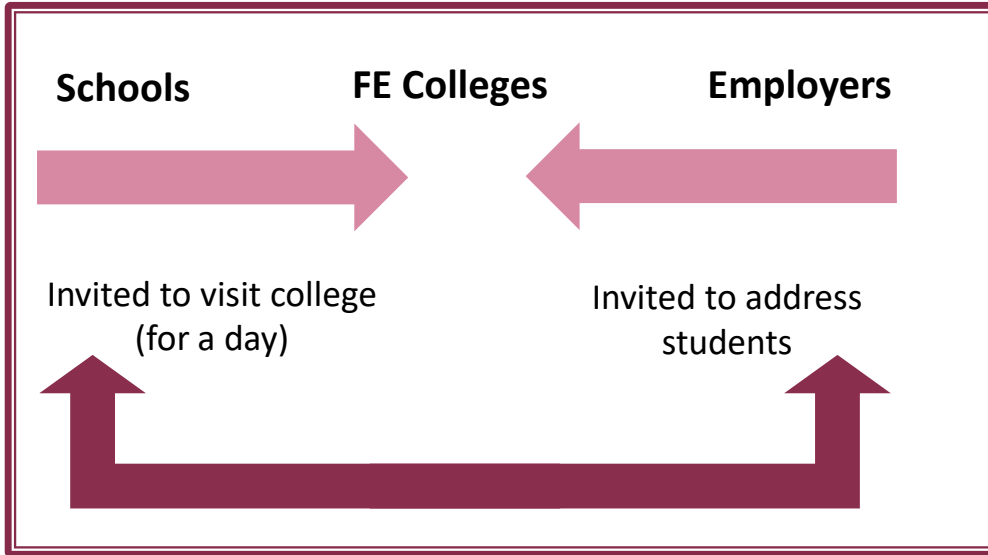 Schools
FE Colleges
Employers
Invited to visit college
(for a day)
Invited to address
students